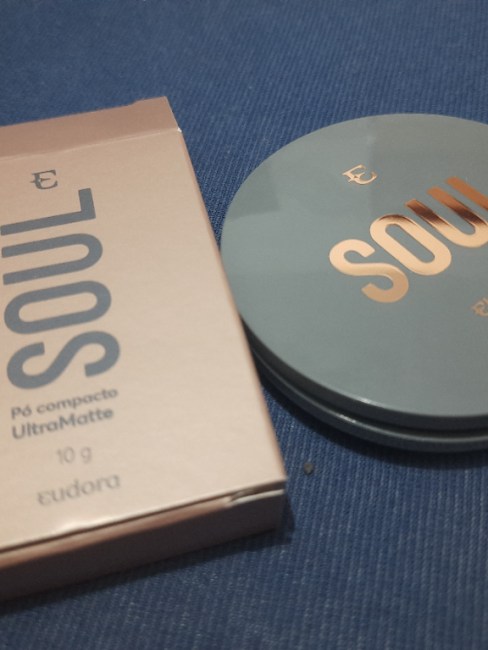 SOUL
Pó compacto
UltraMatte
10 g
eudora
SOUL